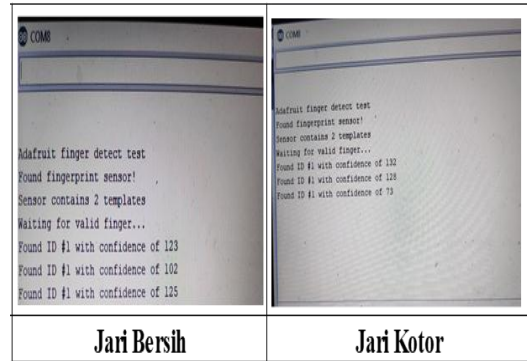 COM8
Adafruit finger detect test
Found fingerprint sensor!
Sensor contains 2 templates
Waiting for valid finger...
Found ID #1 with confidence of 123
Found ID #1 with confidence of 102
Found ID #1 with confidence of 125
Jari Bersih
COM8
Adafruit finger detect test
Found fingerprint sensor!
Sensor contains 2 templates
Waiting for valid finger...
Found ID #1 with confidence of 132
Found ID #1 with confidence of 128
Found ID #1 with confidence of 73
Jari Kotor